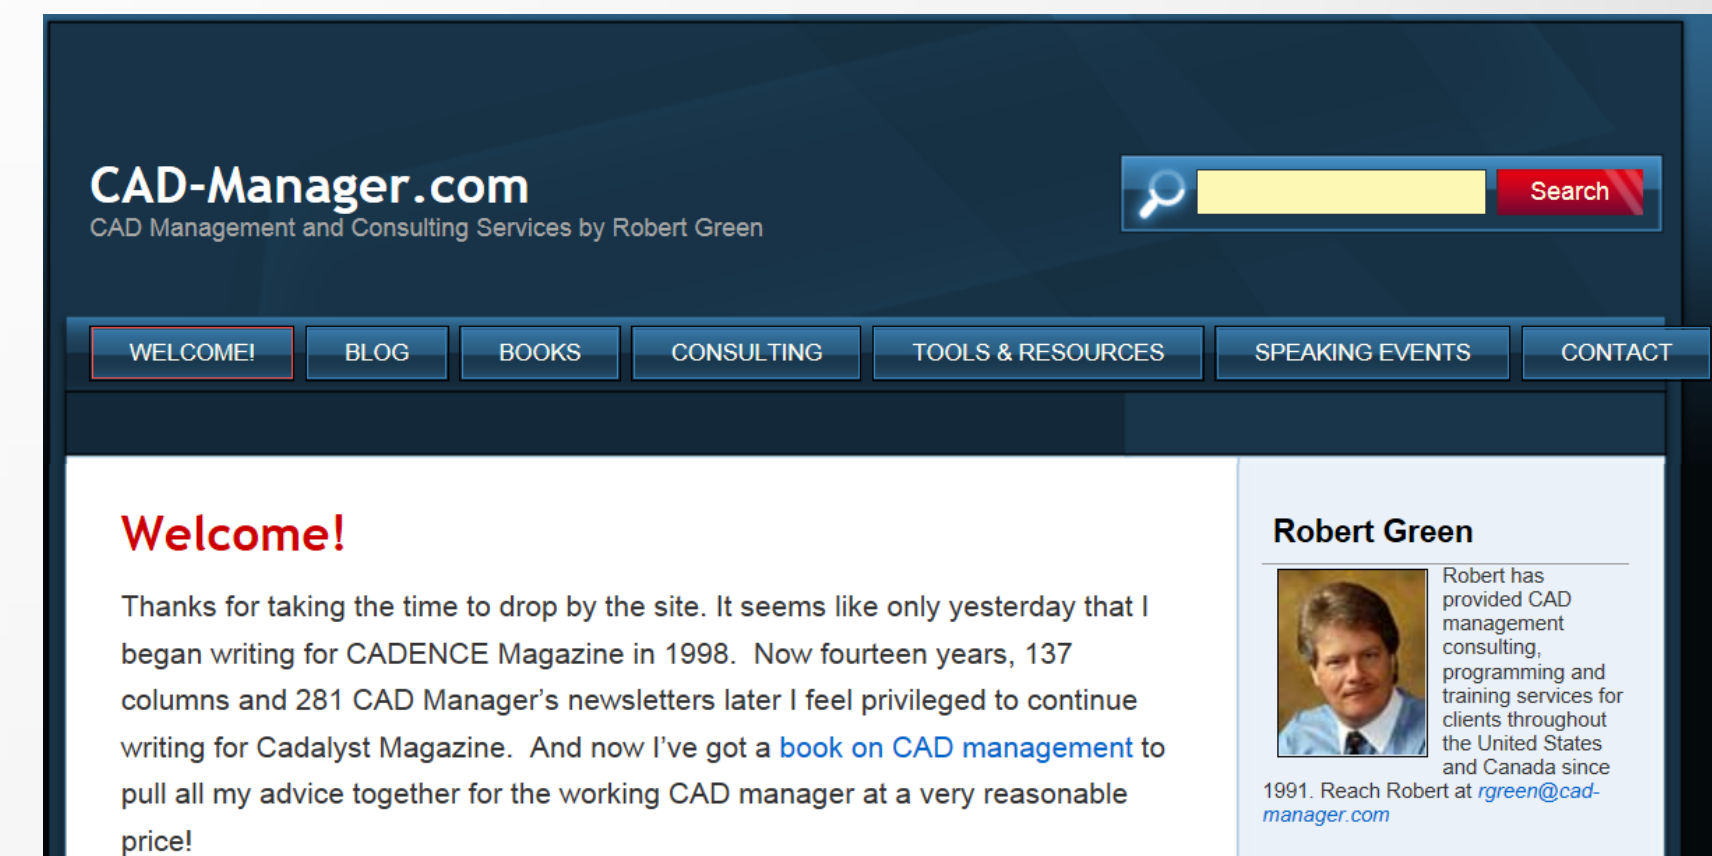 CAD-Manager.com
CAD Management and Consulting Services by Robert Green
Search
WELCOME! BLOG BOOKS CONSULTING TOOLS & RESOURCES SPEAKING EVENTS CONTACT
Welcome!
Thanks for taking the time to drop by the site. It seems like only yesterday that I
began writing for CADENCE Magazine in 1998.  Now fourteen years, 137
columns and 281 CAD Manager’s newsletters later I feel privileged to continue
writing for Cadalyst Magazine.  And now I’ve got a book on CAD management to
pull all my advice together for the working CAD manager at a very reasonable
price!
Robert Green
Robert has
provided CAD
management
consulting,
programming and
training services for
clients throughout
the United States
and Canada since
1991. Reach Robert at rgreen@cad-
manager.com